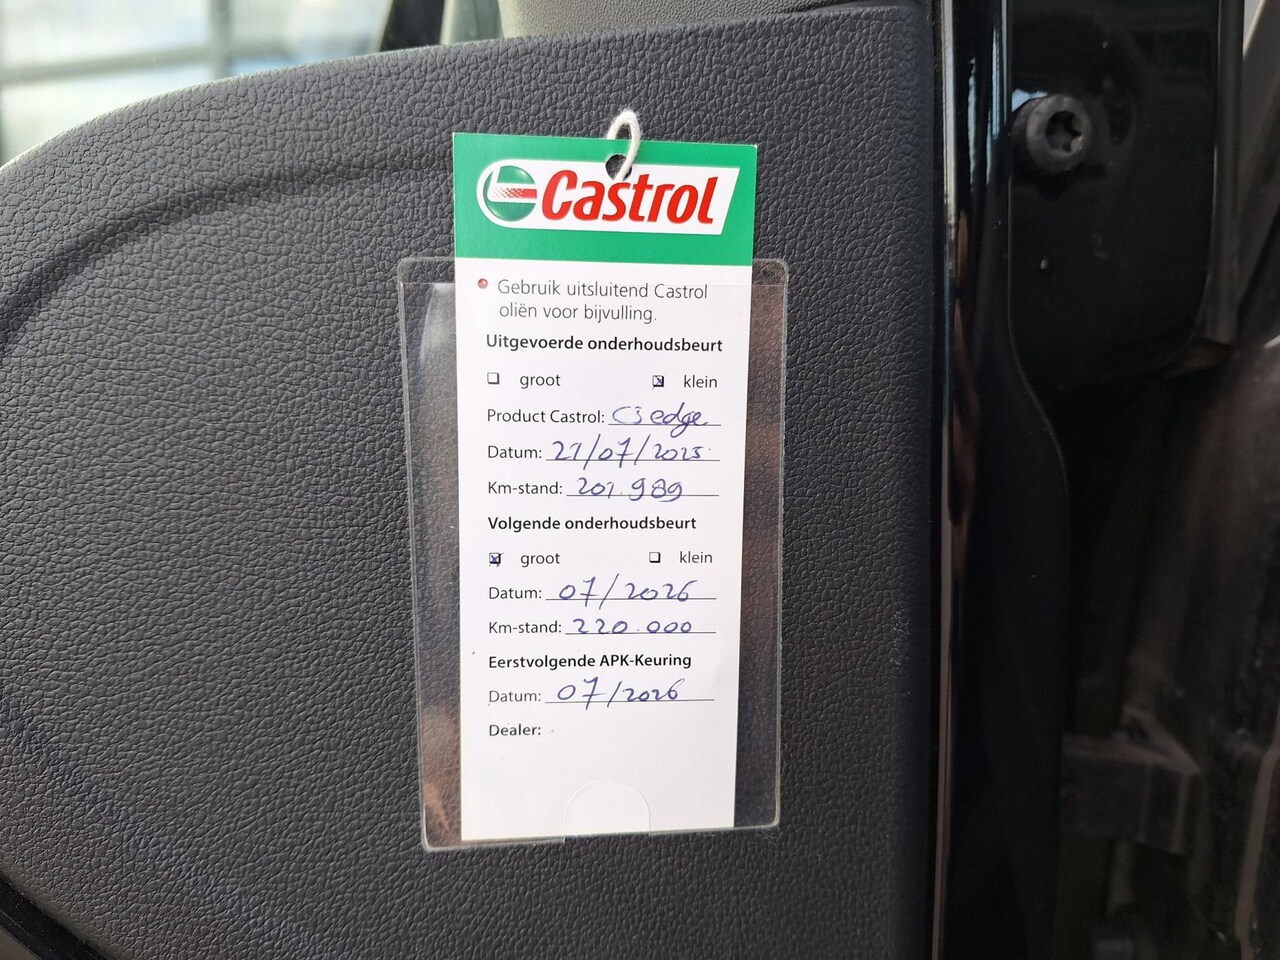 Castrol
Gebruik uitsluitend Castrol
oliën voor bijvulling.
Uitgevoerde onderhoudsbeurt
groot klein
Product Castrol: C3 edge
Datum: 21/07/2025
Km-stand: 201.989
Volgende onderhoudsbeurt
groot klein
Datum: 07/2026
Km-stand: 220.000
Eerstvolgende APK-Keuring
Datum: 07/2026
Dealer: